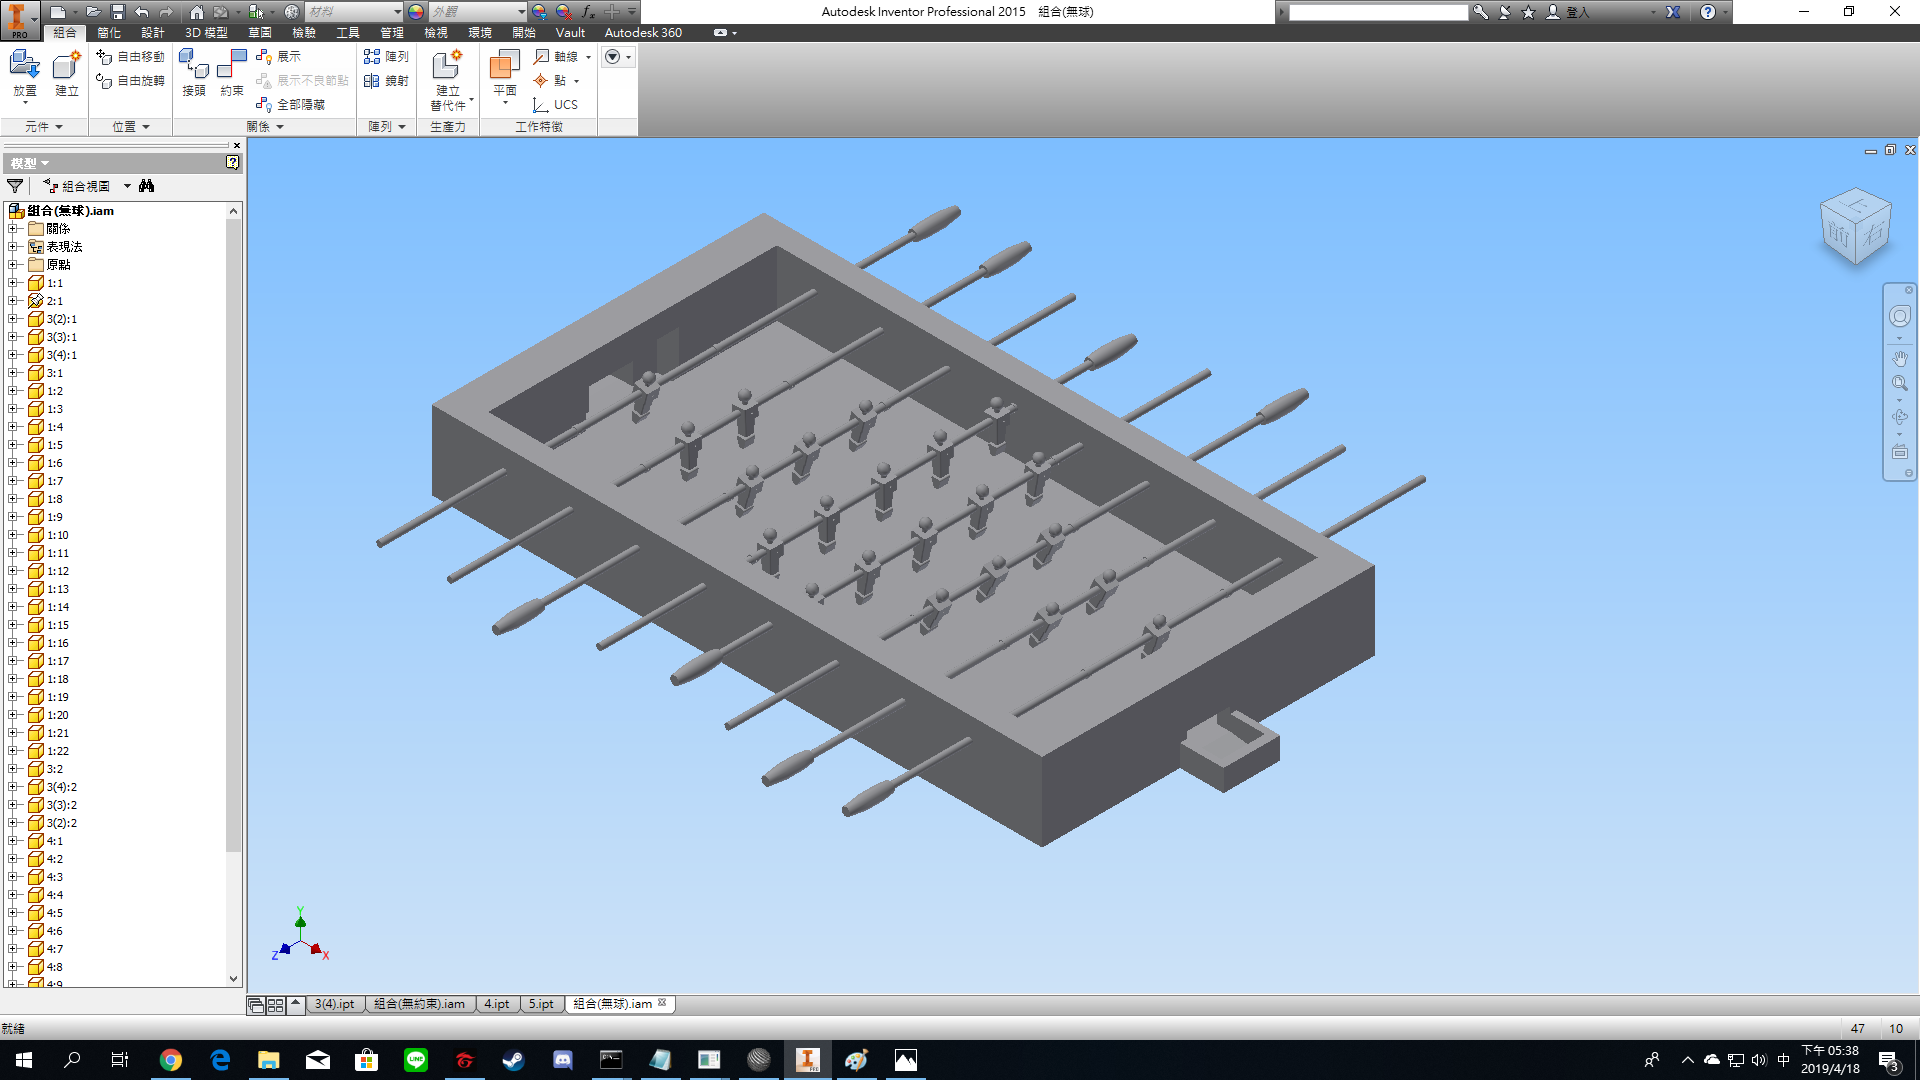 材料
外觀
Autodesk Inventor Professional 2015 組合(無球)
登入
PRO
組合 簡化 設計 3D 模型 草圖 檢驗 工具 管理 檢視 環境 開始 Vault Autodesk 360
放置
建立
自由移動
自由旋轉
接頭
約束
展示
展示不良節點
全部隱藏
陣列
鏡射
建立
替代件
平面
軸線
點
UCS
元件
位置
關係
陣列
生產力
工作特徵
模型
組合視圖
組合(無球).iam
關係
表現法
原點
1:1
2:1
3(2):1
3(3):1
3(4):1
3:1
1:2
1:3
1:4
1:5
1:6
1:7
1:8
1:9
1:10
1:11
1:12
1:13
1:14
1:15
1:16
1:17
1:18
1:19
1:20
1:21
1:22
3:2
3(4):2
3(3):2
3(2):2
4:1
4:2
4:3
4:4
4:5
4:6
4:7
4:8
4:9
上
前
右
Y
Z
X
3(4).ipt 組合(無約束).iam 4.ipt 5.ipt 組合(無球).iam
就緒
47 10
LINE
PRO
中
下午 05:38
2019/4/18
3